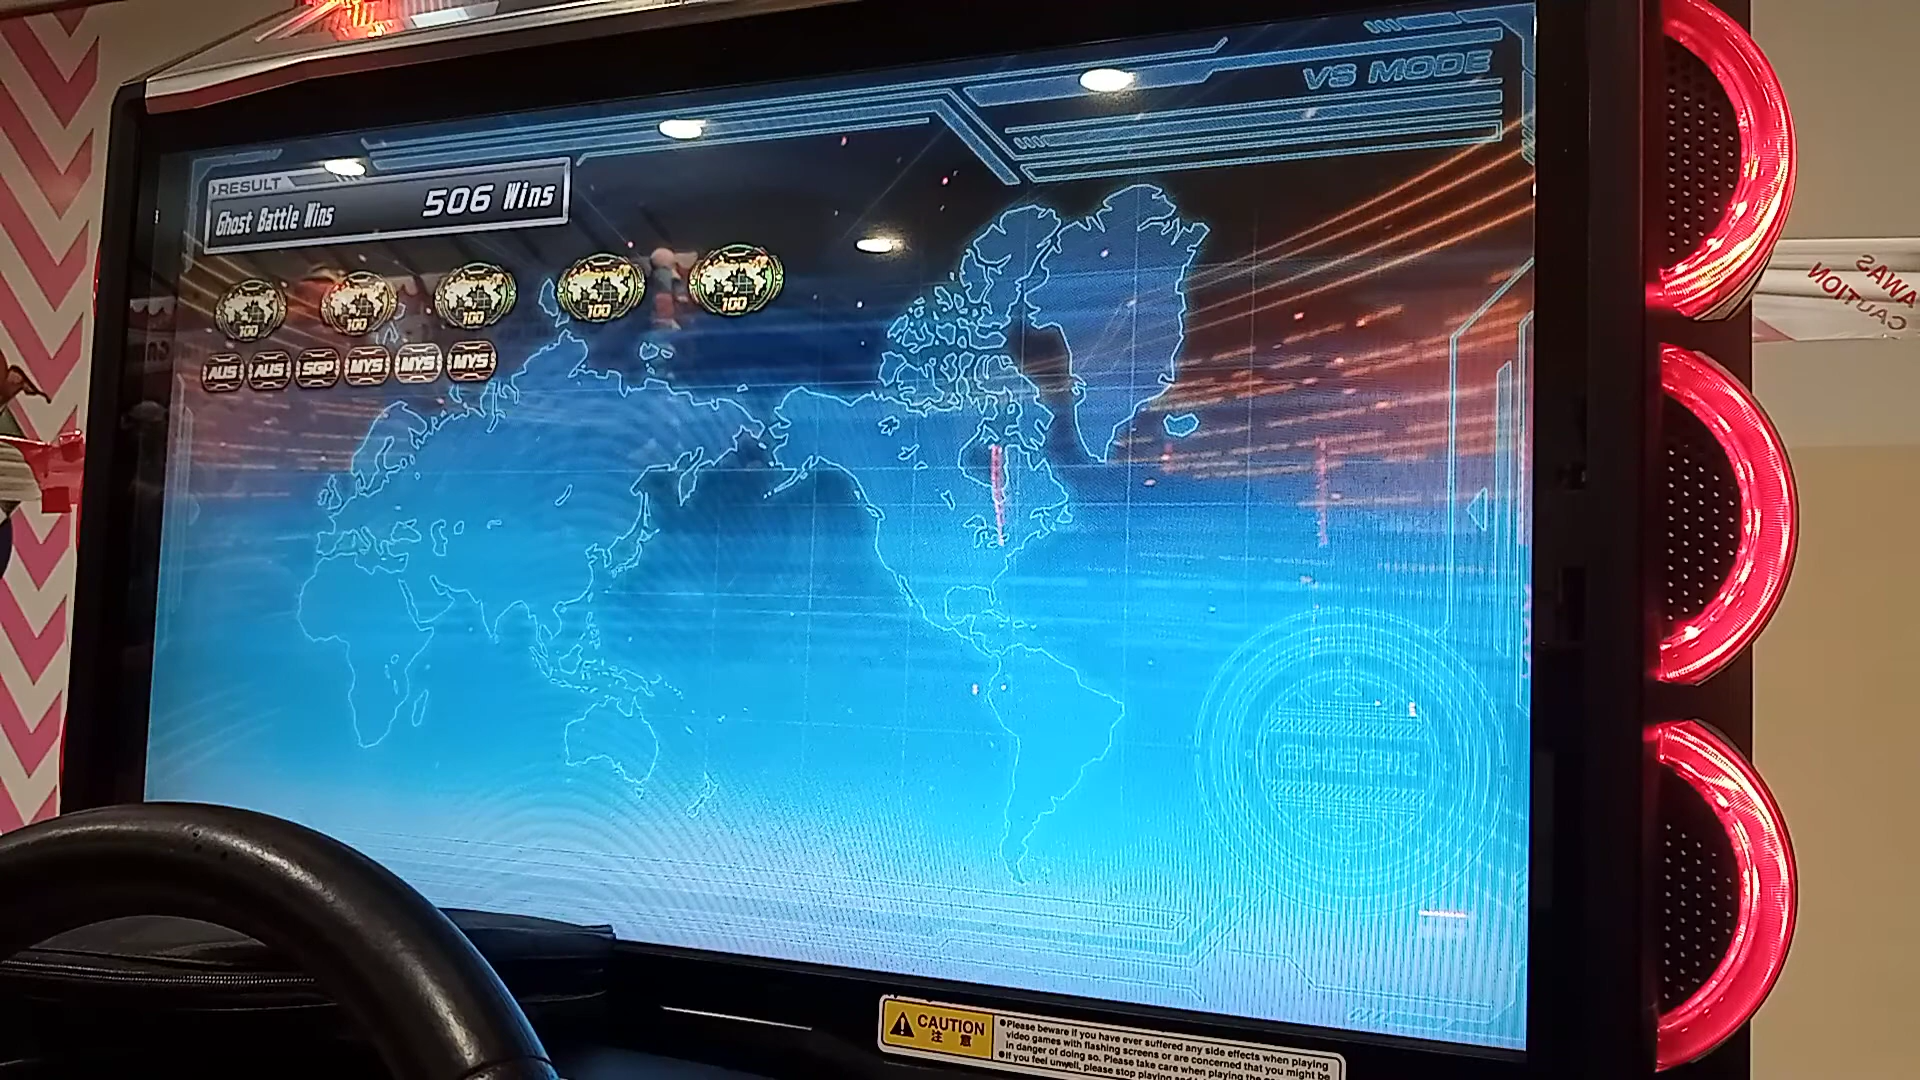 VS MODE
RESULT
Ghost Battle Wins 506 Wins
100 100 100 100 100
AUS AUS SGP MYS MYS MYS
AWAS
CAUTION
CAUTION
注 意
●Please beware if you have ever suffered any side effects when playing
video games with flashing screens or are concerned that you might be
in danger of doing so. Please take care when playing the
●If you feel unwell, please stop playing and